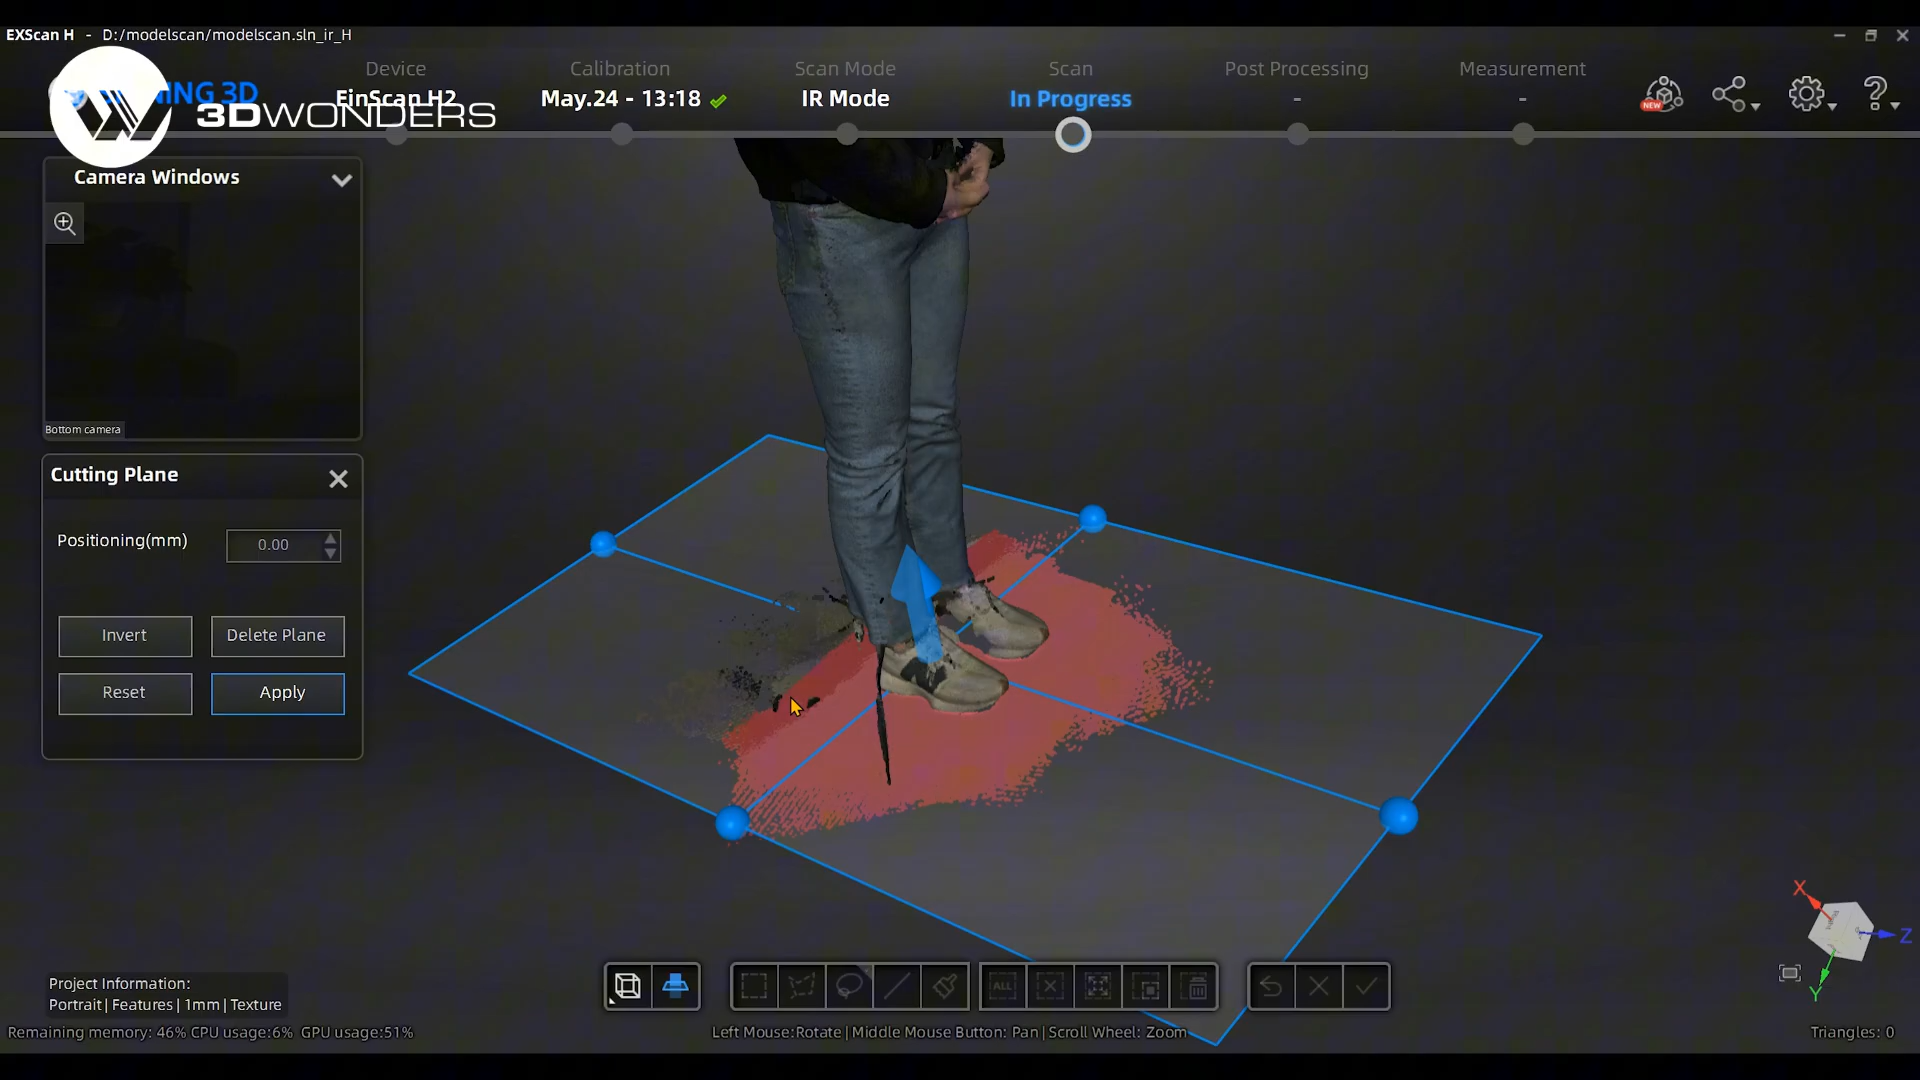 EXScan H - D:/modelscan/modelscan.sln_ir_H
NING 3D
3DWONDERS
Device
EinScan H2
Calibration
May.24 - 13:18
Scan Mode
IR Mode
Scan
In Progress
Post Processing
-
Measurement
-
NEW
Camera Windows
Bottom camera
Cutting Plane
Positioning(mm)
0.00
Invert
Delete Plane
Reset
Apply
X
Z
Y
ALL
Project Information:
Portrait | Features | 1mm | Texture
Remaining memory: 46% CPU usage:6% GPU usage:51%
Left Mouse:Rotate | Middle Mouse Button: Pan | Scroll Wheel: Zoom
Triangles: 0